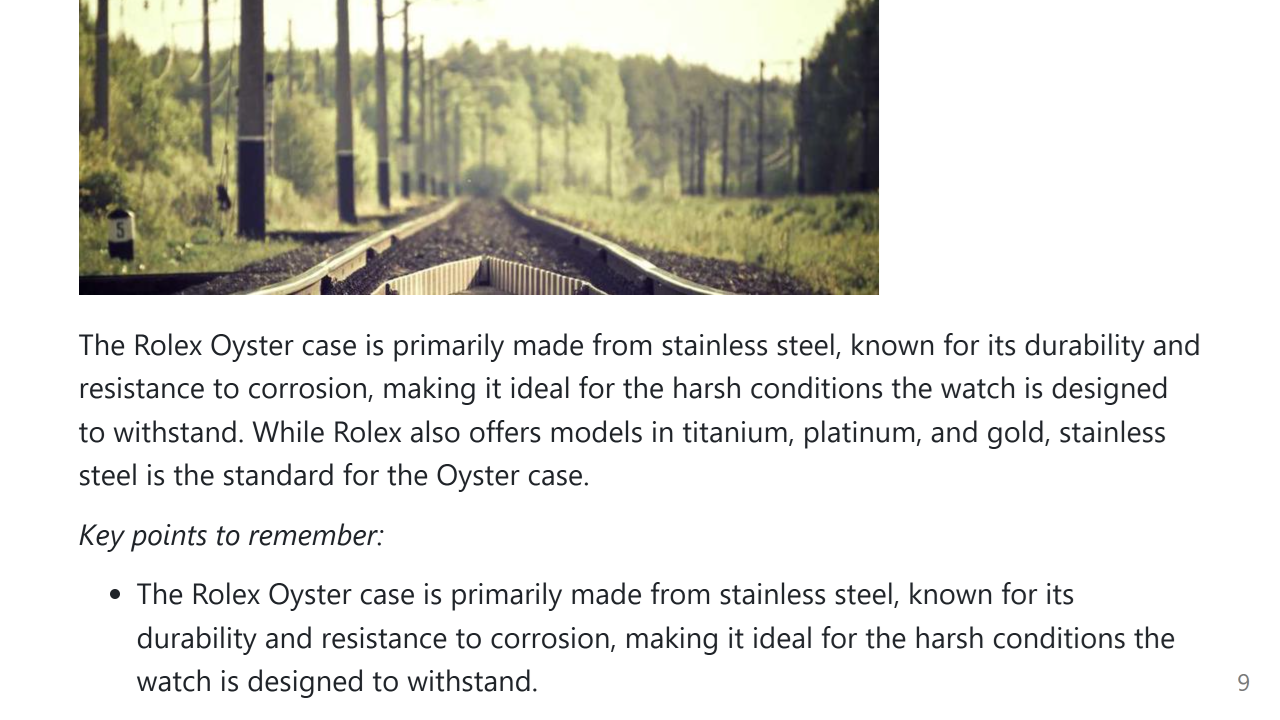 5
The Rolex Oyster case is primarily made from stainless steel, known for its durability and
resistance to corrosion, making it ideal for the harsh conditions the watch is designed
to withstand. While Rolex also offers models in titanium, platinum, and gold, stainless
steel is the standard for the Oyster case.
Key points to remember:
• The Rolex Oyster case is primarily made from stainless steel, known for its
durability and resistance to corrosion, making it ideal for the harsh conditions the
watch is designed to withstand.
9